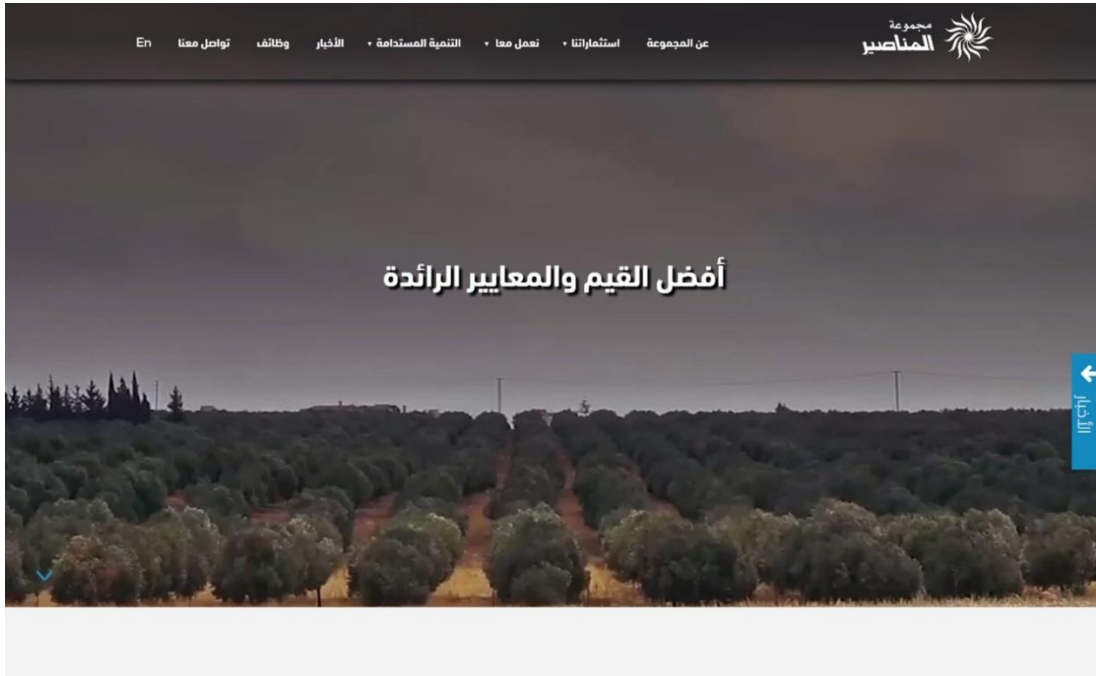 مجموعة
المناصير
عن المجموعة استثماراتنا نعمل معا التنمية المستدامة الأخبار وظائف تواصل معنا En
أفضل القيم والمعايير الرائدة
الأخبار